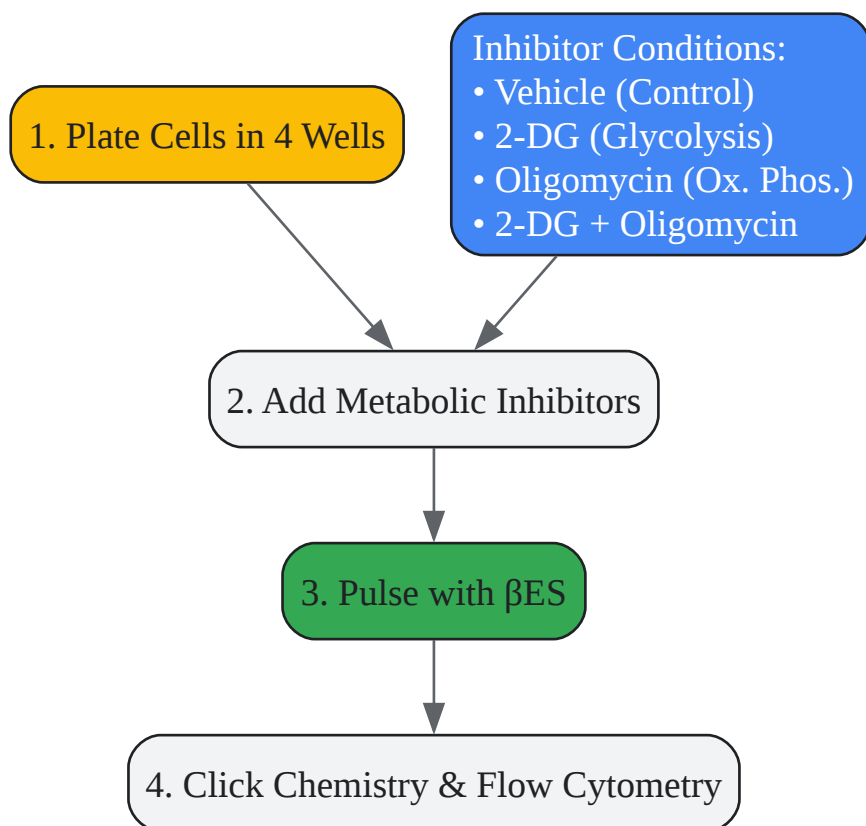 Inhibitor Conditions:
• Vehicle (Control)
• 2-DG (Glycolysis)
• Oligomycin (Ox. Phos.)
• 2-DG + Oligomycin
1. Plate Cells in 4 Wells
2. Add Metabolic Inhibitors
3. Pulse with βES
4. Click Chemistry & Flow Cytometry